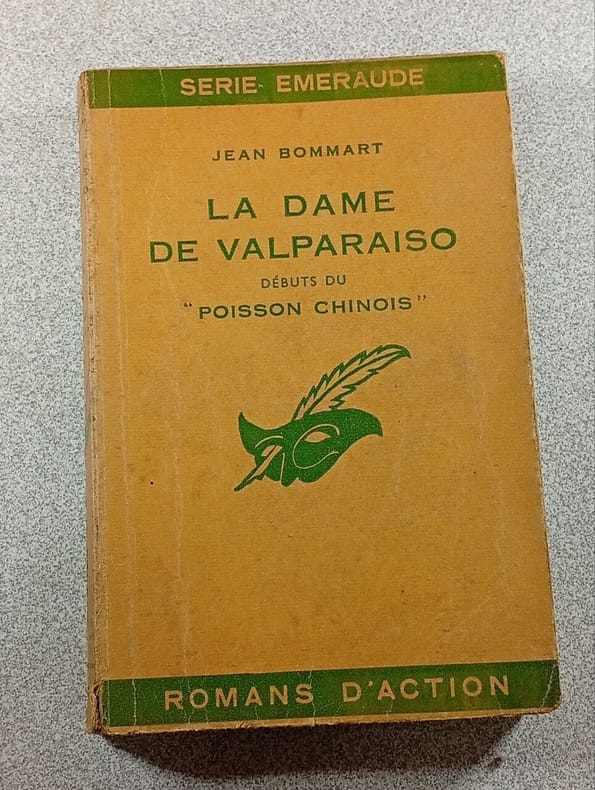 SERIE EMERAUDE
JEAN BOMMART
LA DAME
DE VALPARAISO
DÉBUTS DU
"POISSON CHINOIS"
ROMANS D'ACTION